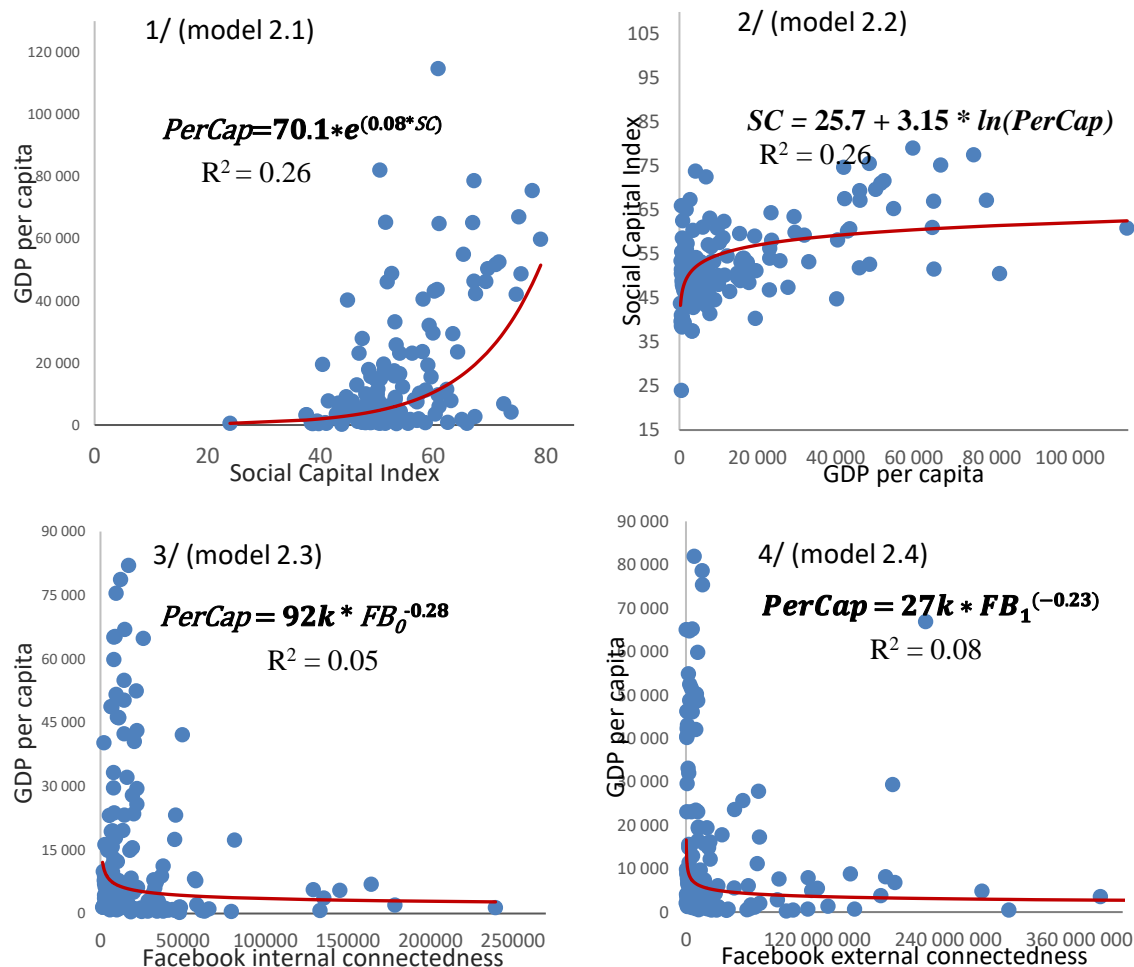 1/ (model 2.1)
120 000
100 000
80 000
60 000
40 000
20 000
0
GDP per capita
PerCap=70.1*e^(0.08*SC)
R² = 0.26
0 20 40 60 80
Social Capital Index
2/ (model 2.2)
105
95
85
75
65
55
45
35
25
15
Social Capital Index
SC = 25.7 + 3.15 * ln(PerCap)
R² = 0.26
0 20 000 40 000 60 000 80 000 100 000
GDP per capita
3/ (model 2.3)
90 000
75 000
60 000
45 000
30 000
15 000
0
GDP per capita
PerCap = 92k * FB₀^-0.28
R² = 0.05
0 50000 100000 150000 200000 250000
Facebook internal connectedness
4/ (model 2.4)
90 000
80 000
70 000
60 000
50 000
40 000
30 000
20 000
10 000
0
GDP per capita
PerCap = 27k * FB₁^(−0.23)
R² = 0.08
0 120 000 000 240 000 000 360 000 000
Facebook external connectedness